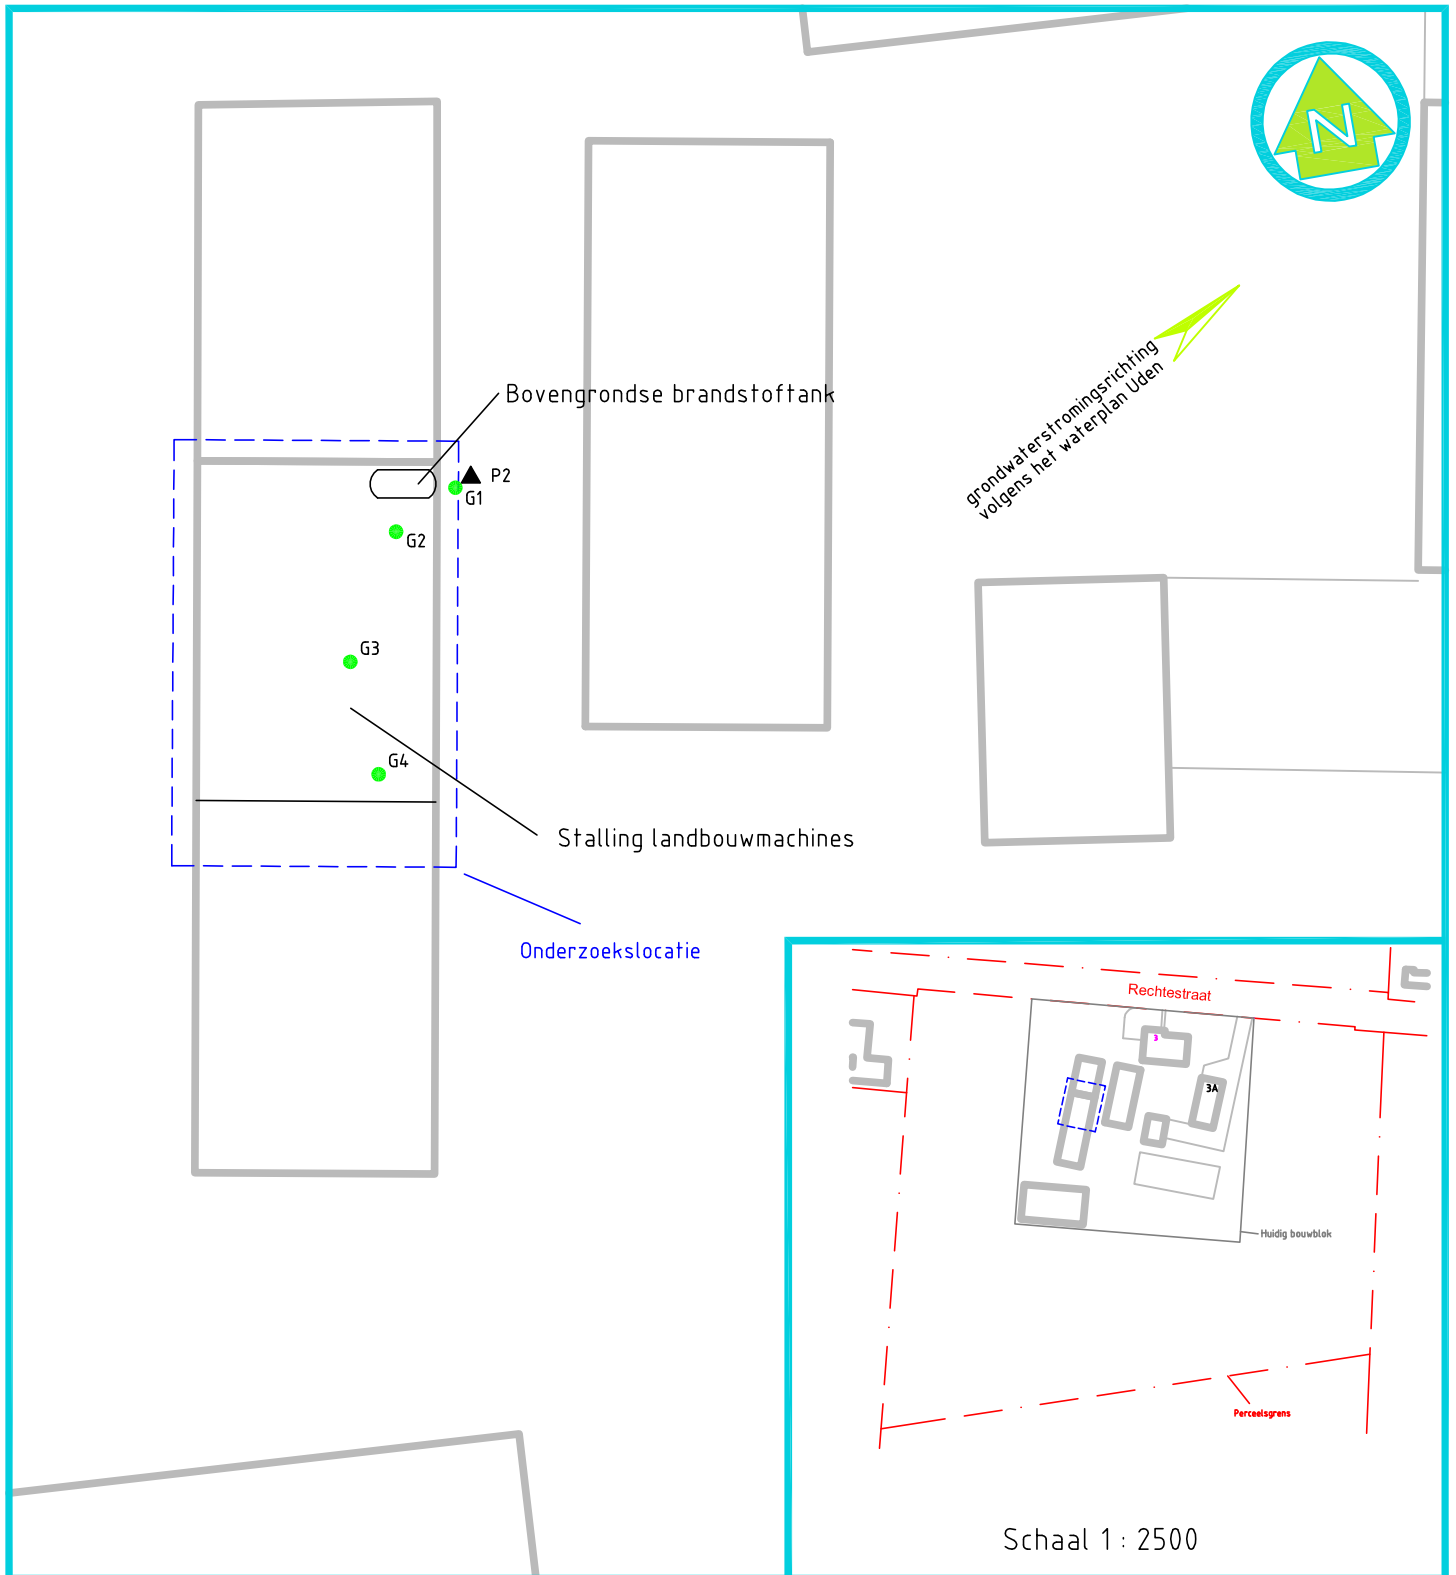 N
grondwaterstromingsrichting
volgens het waterplan Uden
Bovengrondse brandstoftank
P2
G1
G2
G3
G4
Stalling landbouwmachines
Onderzoekslocatie
Rechtestraat
3
3A
Huidig bouwblok
Perceelsgrens
Schaal 1 : 2500